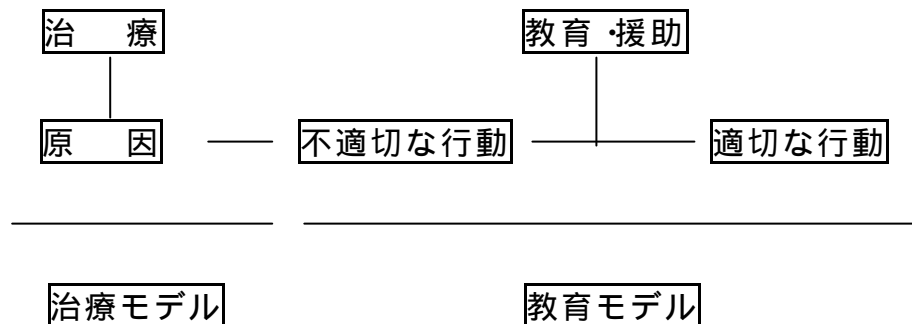 治　療
教育・援助
原　因
不適切な行動
適切な行動
治療モデル
教育モデル